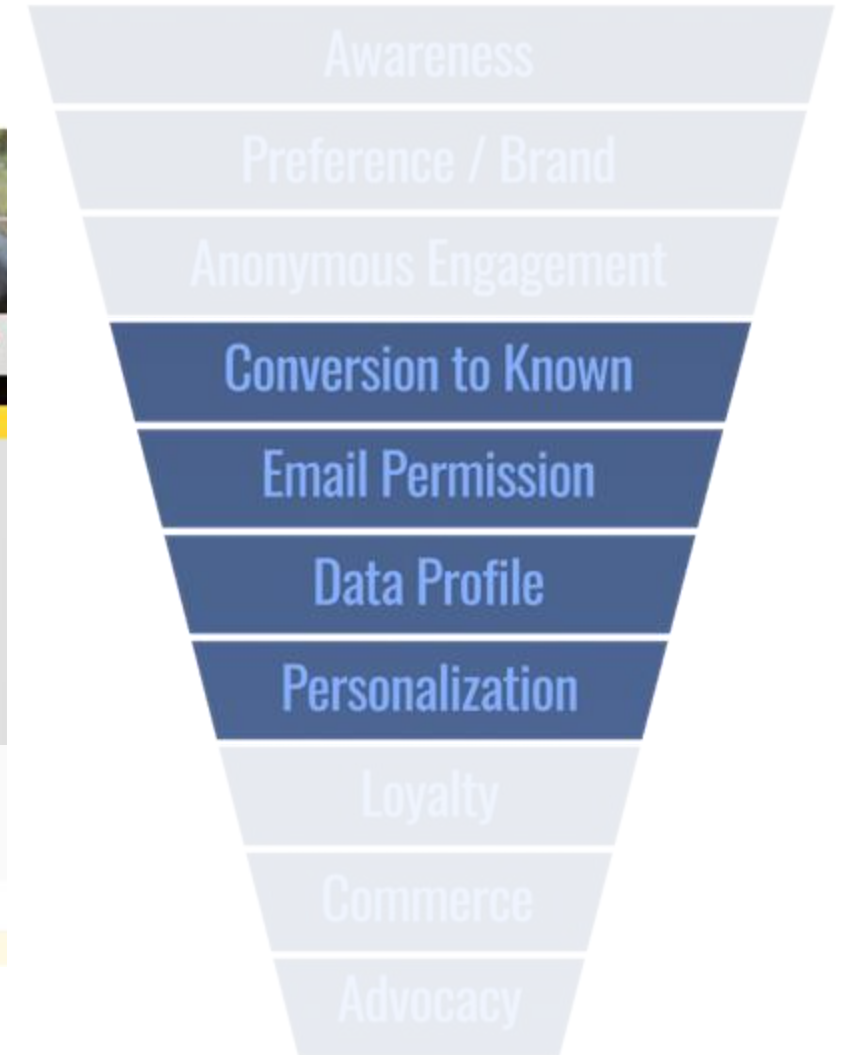 Awareness
Preference / Brand
Anonymous Engagement
Conversion to Known
Email Permission
Data Profile
Personalization
Loyalty
Commerce
Advocacy